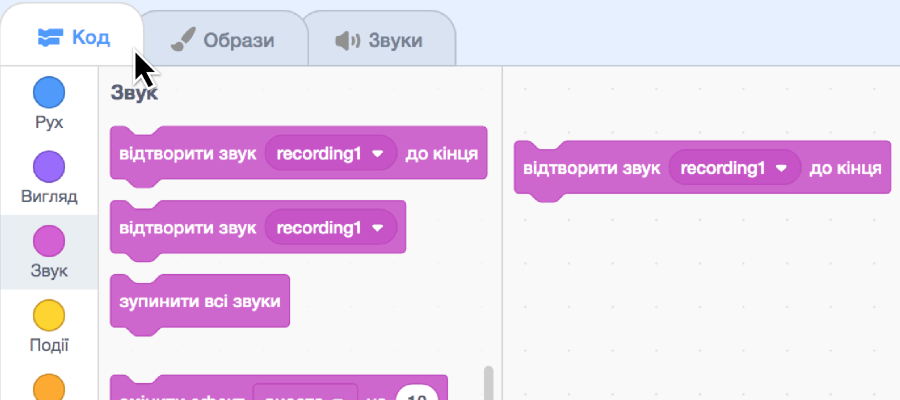 Код
Образи
Звуки
Рух
Вигляд
Звук
Події
Звук
відтворити звук recording1 до кінця
відтворити звук recording1
зупинити всі звуки
відтворити звук recording1 до кінця